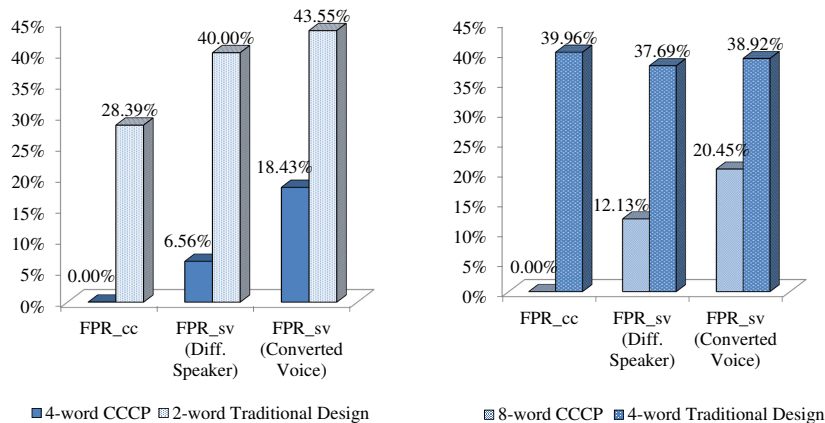 45%
40%
35%
30%
25%
20%
15%
10%
5%
0%
0.00%
28.39%
6.56%
40.00%
18.43%
43.55%
FPR_cc
FPR_sv
(Diff.
Speaker)
FPR_sv
(Converted
Voice)
4-word CCCP
2-word Traditional Design
45%
40%
35%
30%
25%
20%
15%
10%
5%
0%
0.00%
39.96%
12.13%
37.69%
20.45%
38.92%
FPR_cc
FPR_sv
(Diff.
Speaker)
FPR_sv
(Converted
Voice)
8-word CCCP
4-word Traditional Design